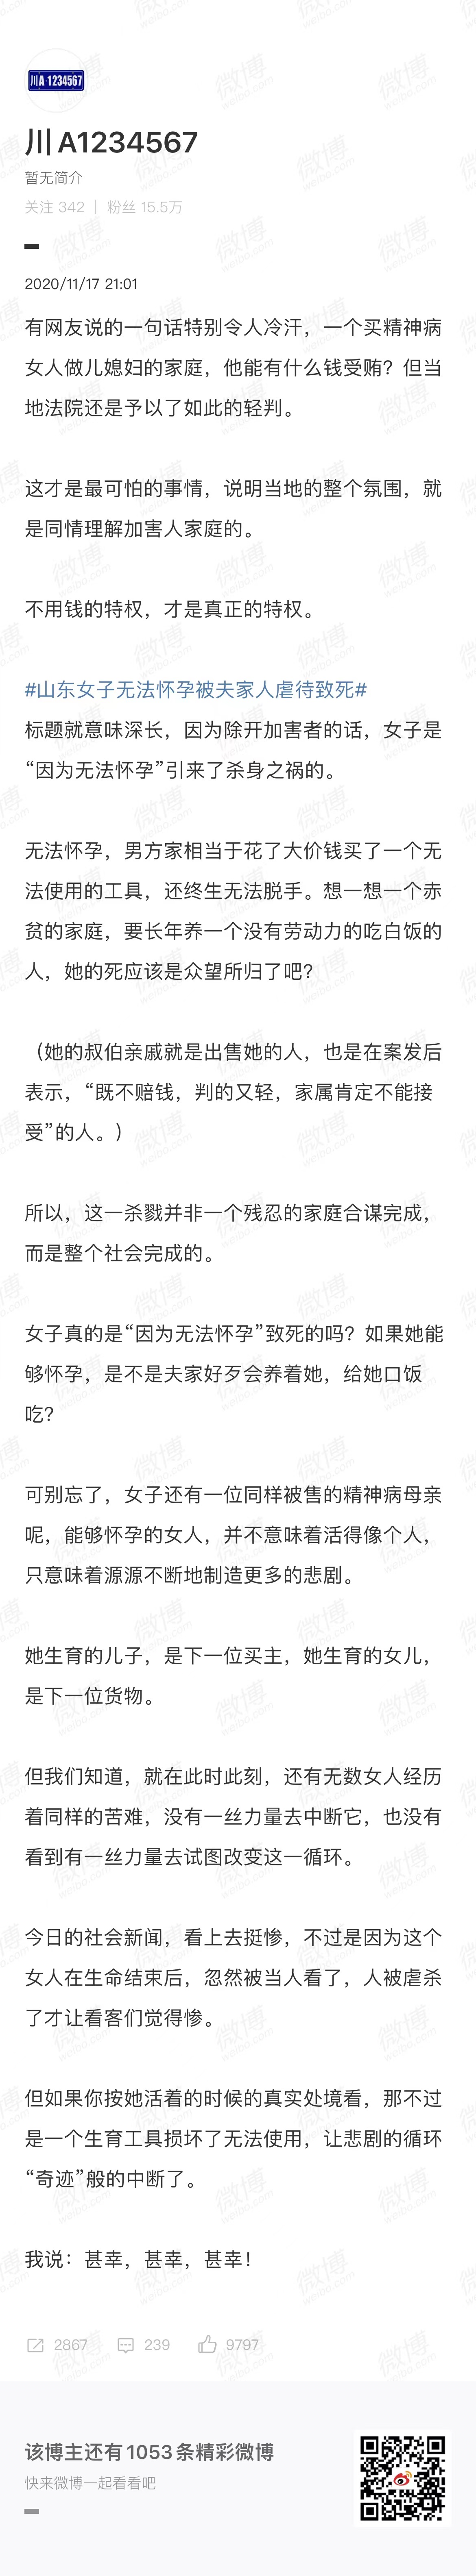 川A·1234567
川A1234567
暂无简介
关注 342 | 粉丝 15.5万
2020/11/17 21:01
有网友说的一句话特别令人冷汗，一个买精神病
女人做儿媳妇的家庭，他能有什么钱受贿？但当
地法院还是予以了如此的轻判。
这才是最可怕的事情，说明当地的整个氛围，就
是同情理解加害人家庭的。
不用钱的特权，才是真正的特权。
#山东女子无法怀孕被夫家人虐待致死#
标题就意味深长，因为除开加害者的话，女子是
“因为无法怀孕”引来了杀身之祸的。
无法怀孕，男方家相当于花了大价钱买了一个无
法使用的工具，还终生无法脱手。想一想一个赤
贫的家庭，要长年养一个没有劳动力的吃白饭的
人，她的死应该是众望所归了吧？
（她的叔伯亲戚就是出售她的人，也是在案发后
表示，“既不赔钱，判的又轻，家属肯定不能接
受”的人。）
所以，这一杀戮并非一个残忍的家庭合谋完成，
而是整个社会完成的。
女子真的是“因为无法怀孕”致死的吗？如果她能
够怀孕，是不是夫家好歹会养着她，给她口饭
吃？
可别忘了，女子还有一位同样被售的精神病母亲
呢，能够怀孕的女人，并不意味着活得像个人，
只意味着源源不断地制造更多的悲剧。
她生育的儿子，是下一位买主，她生育的女儿，
是下一位货物。
但我们知道，就在此时此刻，还有无数女人经历
着同样的苦难，没有一丝力量去中断它，也没有
看到有一丝力量去试图改变这一循环。
今日的社会新闻，看上去挺惨，不过是因为这个
女人在生命结束后，忽然被当人看了，人被虐杀
了才让看客们觉得惨。
但如果你按她活着的时候的真实处境看，那不过
是一个生育工具损坏了无法使用，让悲剧的循环
“奇迹”般的中断了。
我说：甚幸，甚幸，甚幸！
2867 239 9797
该博主还有1053条精彩微博
快来微博一起看看吧
微博
weibo.com